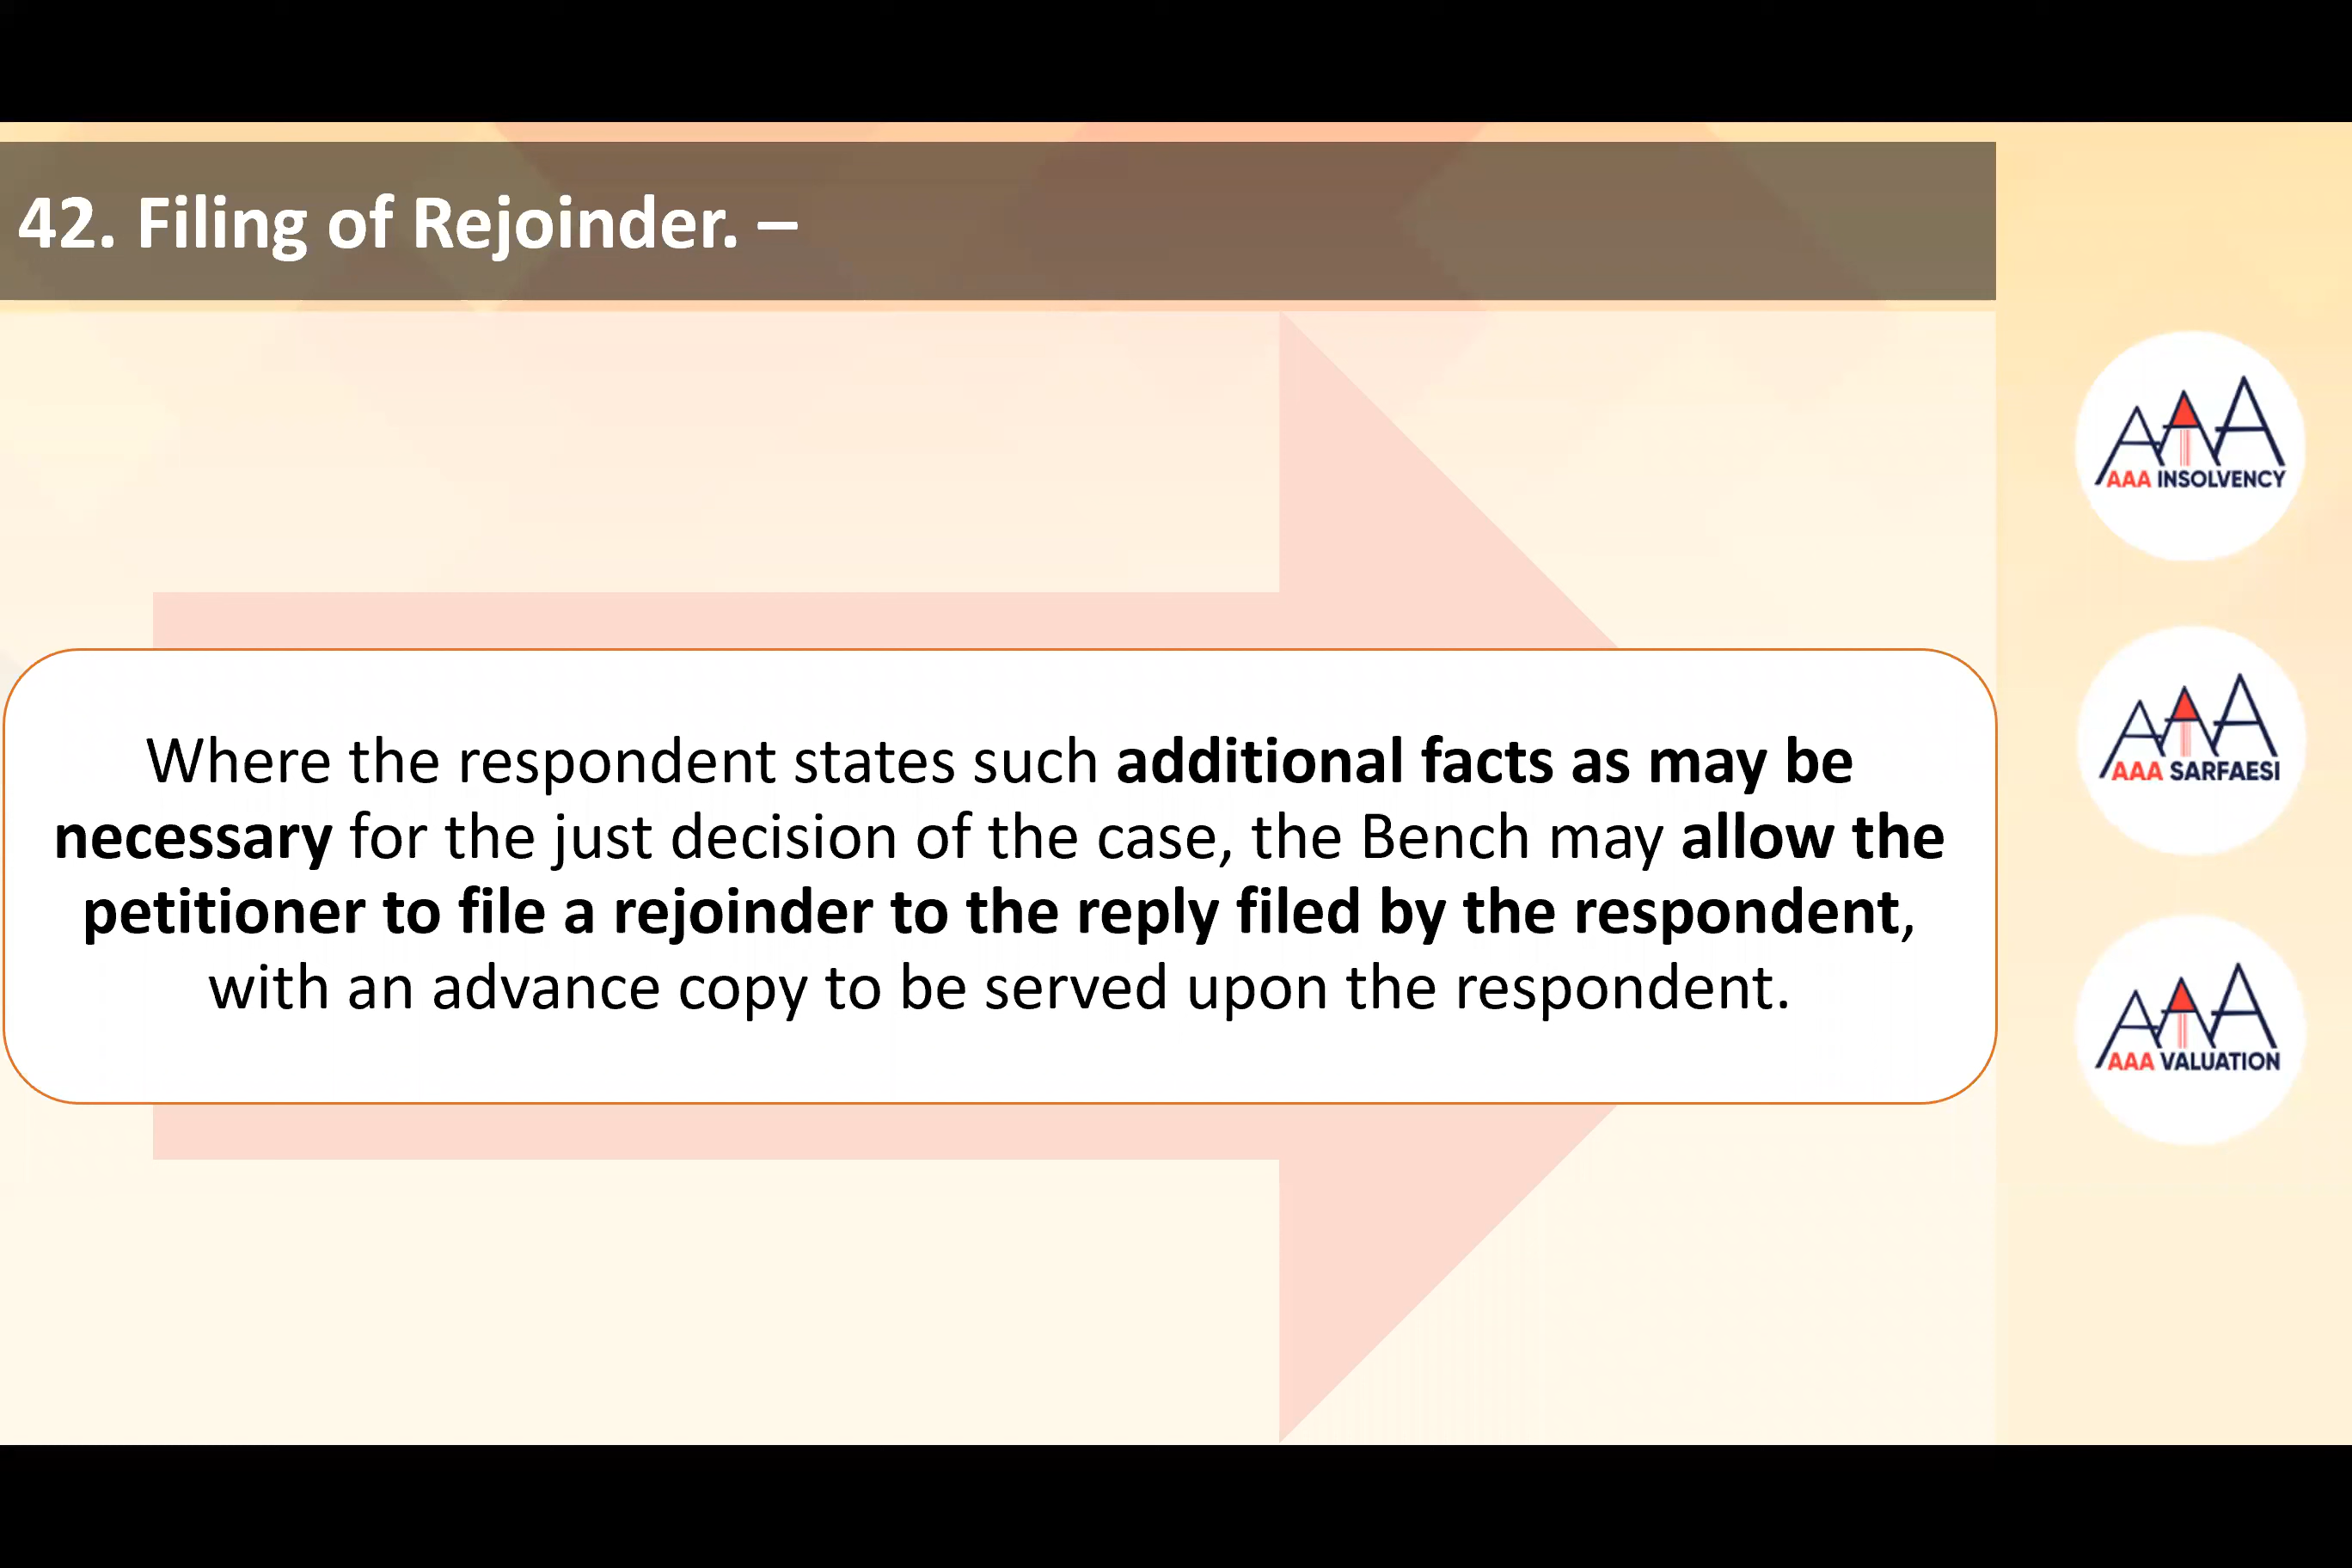 42. Filing of Rejoinder. –
Where the respondent states such additional facts as may be
necessary for the just decision of the case, the Bench may allow the
petitioner to file a rejoinder to the reply filed by the respondent,
with an advance copy to be served upon the respondent.
AAA INSOLVENCY
AAA SARFAESI
AAA VALUATION